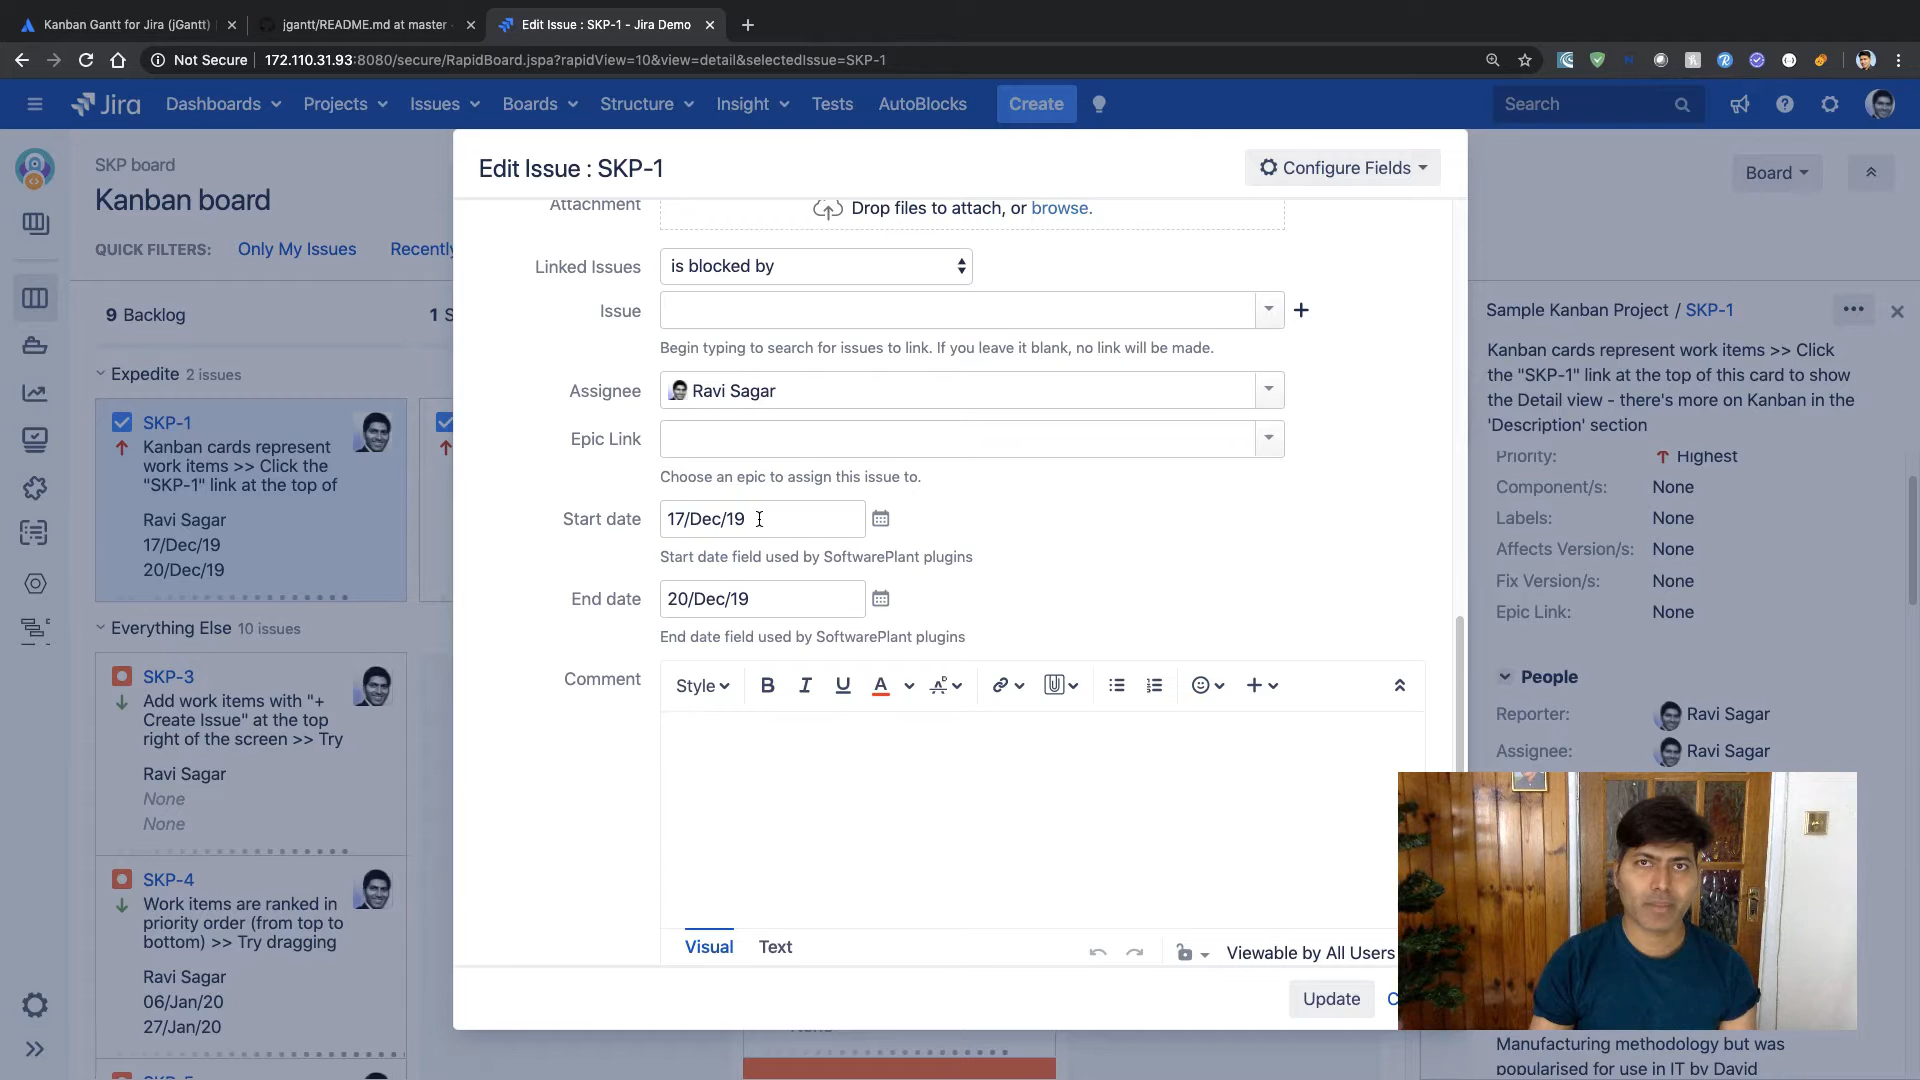 Kanban Gantt for Jira (jGantt)
jgantt/README.md at master
Edit Issue : SKP-1 - Jira Demo
Not Secure 172.110.31.93:8080/secure/RapidBoard.jspa?rapidView=10&view=detail&selectedIssue=SKP-1
Jira Dashboards Projects Issues Boards Structure Insight Tests AutoBlocks Create Search
SKP board
Kanban board
Board
QUICK FILTERS: Only My Issues Recently
9 Backlog
1 S
Expedite 2 issues
SKP-1
Kanban cards represent
work items >> Click the
"SKP-1" link at the top of
Ravi Sagar
17/Dec/19
20/Dec/19
Everything Else 10 issues
SKP-3
Add work items with "+
Create Issue" at the top
right of the screen >> Try
Ravi Sagar
None
None
SKP-4
Work items are ranked in
priority order (from top to
bottom) >> Try dragging
Ravi Sagar
06/Jan/20
27/Jan/20
Edit Issue : SKP-1
Configure Fields
Attachment
Drop files to attach, or browse.
Linked Issues
is blocked by
Issue
Begin typing to search for issues to link. If you leave it blank, no link will be made.
Assignee
Ravi Sagar
Epic Link
Choose an epic to assign this issue to.
Start date
17/Dec/19
Start date field used by SoftwarePlant plugins
End date
20/Dec/19
End date field used by SoftwarePlant plugins
Comment
Style B I U A
Visual Text
Viewable by All Users
Update
C
Sample Kanban Project / SKP-1
Kanban cards represent work items >> Click
the "SKP-1" link at the top of this card to show
the Detail view - there's more on Kanban in the
'Description' section
Priority: Highest
Component/s: None
Labels: None
Affects Version/s: None
Fix Version/s: None
Epic Link: None
People
Reporter: Ravi Sagar
Assignee: Ravi Sagar
Manufacturing methodology but was
popularised for use in IT by David